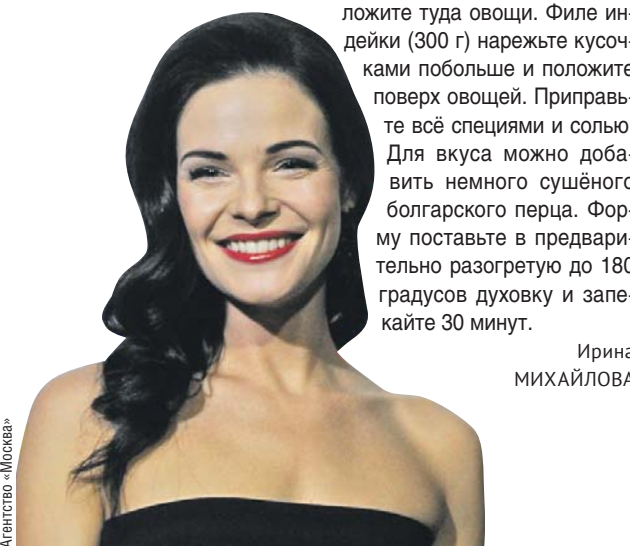 ложите туда овощи. Филе ин-
дейки (300 г) нарежьте кусоч-
ками побольше и положите
поверх овощей. Приправь-
те всё специями и солью.
Для вкуса можно доба-
вить немного сушёного
болгарского перца. Фор-
му поставьте в предвари-
тельно разогретую до 180
градусов духовку и запе-
кайте 30 минут.
Ирина
МИХАЙЛОВА
Агентство «Москва»